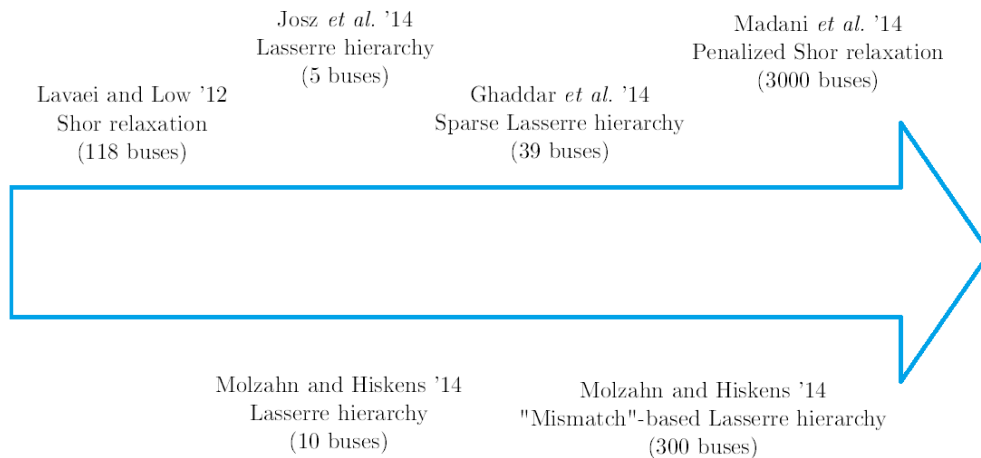 Lavaei and Low '12
Shor relaxation
(118 buses)
Josz et al. '14
Lasserre hierarchy
(5 buses)
Ghaddar et al. '14
Sparse Lasserre hierarchy
(39 buses)
Madani et al. '14
Penalized Shor relaxation
(3000 buses)
Molzahn and Hiskens '14
Lasserre hierarchy
(10 buses)
Molzahn and Hiskens '14
"Mismatch"-based Lasserre hierarchy
(300 buses)